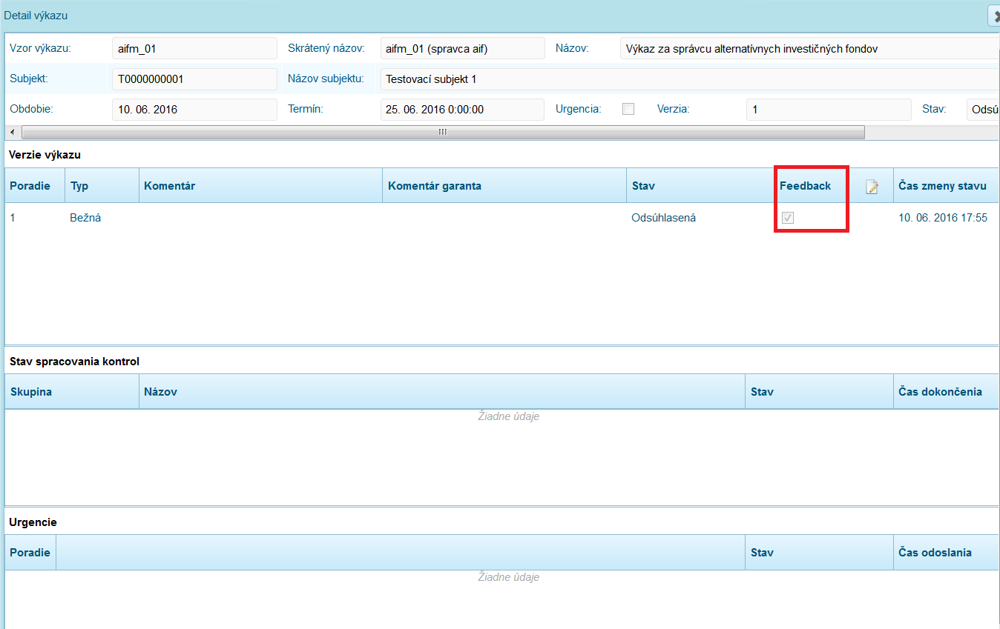 Detail výkazu
Vzor výkazu: aifm_01 Skrátený názov: aifm_01 (spravca aif) Názov: Výkaz za správcu alternatívnych investičných fondov
Subjekt: T0000000001 Názov subjektu: Testovací subjekt 1
Obdobie: 10. 06. 2016 Termín: 25. 06. 2016 0:00:00 Urgencia: Verzia: 1 Stav: Odsú
Verzie výkazu
Poradie Typ Komentár Komentár garanta Stav Feedback Čas zmeny stavu
1 Bežná Odsúhlasená 10. 06. 2016 17:55
Stav spracovania kontrol
Skupina Názov Stav Čas dokončenia
Žiadne údaje
Urgencie
Poradie Stav Čas odoslania
Žiadne údaje